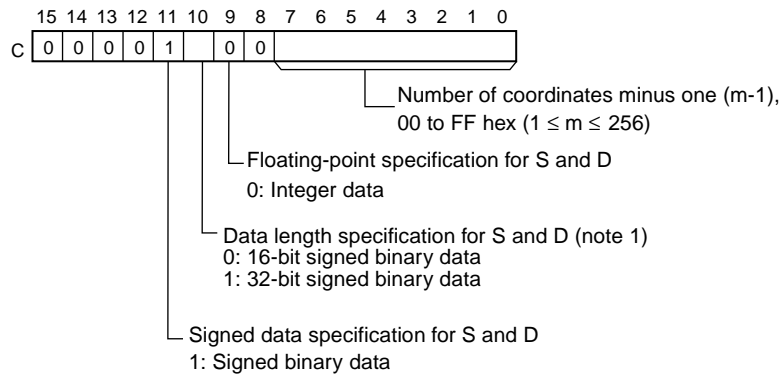 15 14 13 12 11 10 9 8 7 6 5 4 3 2 1 0
C 0 0 0 0 1 0 0
Number of coordinates minus one (m-1),
00 to FF hex (1 ≤ m ≤ 256)
Floating-point specification for S and D
0: Integer data
Data length specification for S and D (note 1)
0: 16-bit signed binary data
1: 32-bit signed binary data
Signed data specification for S and D
1: Signed binary data